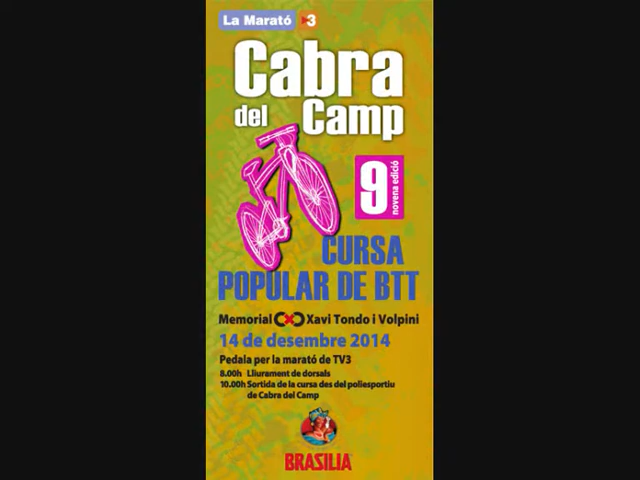 La Marató 3
Cabra
del Camp
9
novena edició
CURSA
POPULAR DE BTT
Memorial Xavi Tondo i Volpini
14 de desembre 2014
Pedala per la marató de TV3
8.00h Lliurament de dorsals
10.00h Sortida de la cursa des del poliesportiu
de Cabra del Camp
BRASILIA